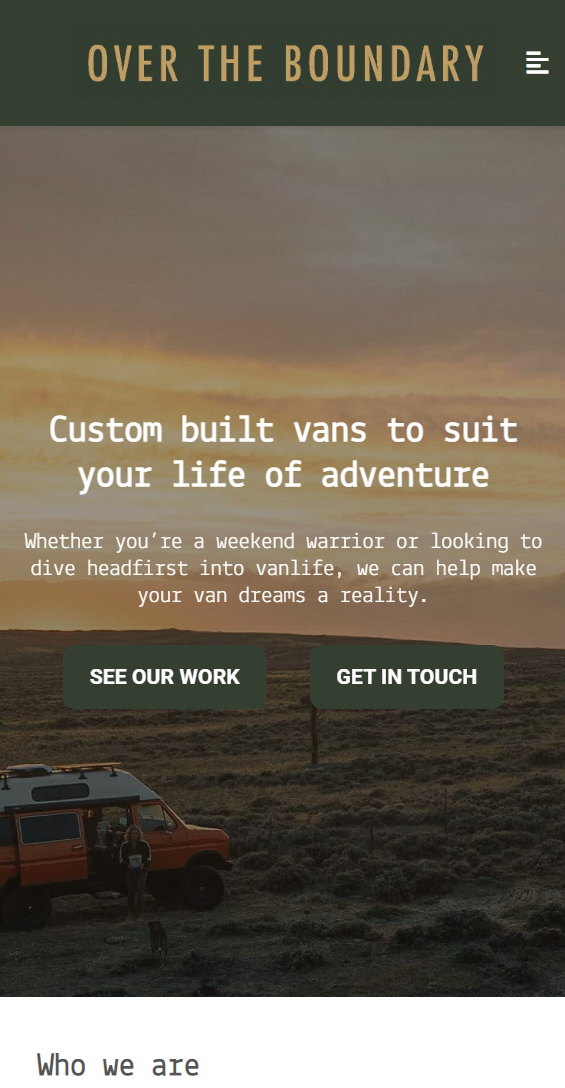 OVER THE BOUNDARY
Custom built vans to suit
your life of adventure
Whether you’re a weekend warrior or looking to
dive headfirst into vanlife, we can help make
your van dreams a reality.
SEE OUR WORK
GET IN TOUCH
Who we are